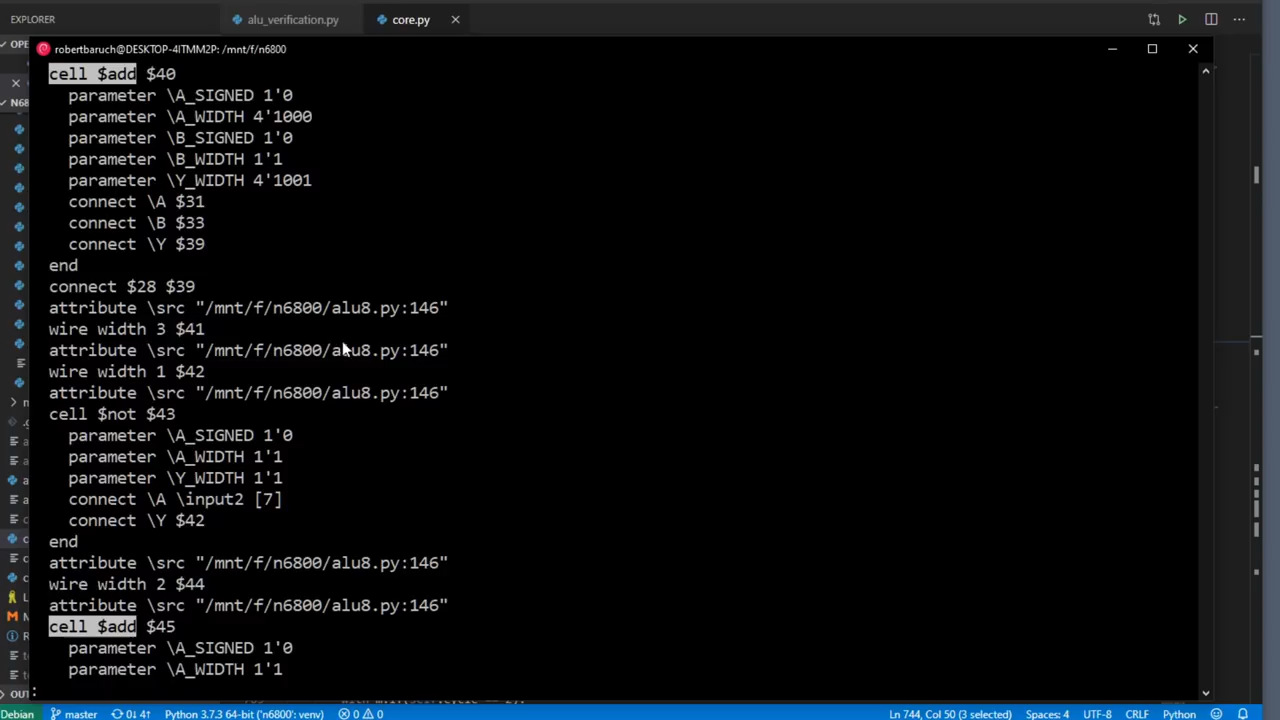 EXPLORER
alu_verification.py
core.py
robertbaruch@DESKTOP-4ITMM2P: /mnt/f/n6800
cell $add $40
parameter \A_SIGNED 1'0
parameter \A_WIDTH 4'1000
parameter \B_SIGNED 1'0
parameter \B_WIDTH 1'1
parameter \Y_WIDTH 4'1001
connect \A $31
connect \B $33
connect \Y $39
end
connect $28 $39
attribute \src "/mnt/f/n6800/alu8.py:146"
wire width 3 $41
attribute \src "/mnt/f/n6800/alu8.py:146"
wire width 1 $42
attribute \src "/mnt/f/n6800/alu8.py:146"
cell $not $43
parameter \A_SIGNED 1'0
parameter \A_WIDTH 1'1
parameter \Y_WIDTH 1'1
connect \A \input2 [7]
connect \Y $42
end
attribute \src "/mnt/f/n6800/alu8.py:146"
wire width 2 $44
attribute \src "/mnt/f/n6800/alu8.py:146"
cell $add $45
parameter \A_SIGNED 1'0
parameter \A_WIDTH 1'1
:
Debian master 0↓ 4↑ Python 3.7.3 64-bit ('n6800': venv) 0 0 Ln 744, Col 50 (3 selected) Spaces: 4 UTF-8 CRLF Python